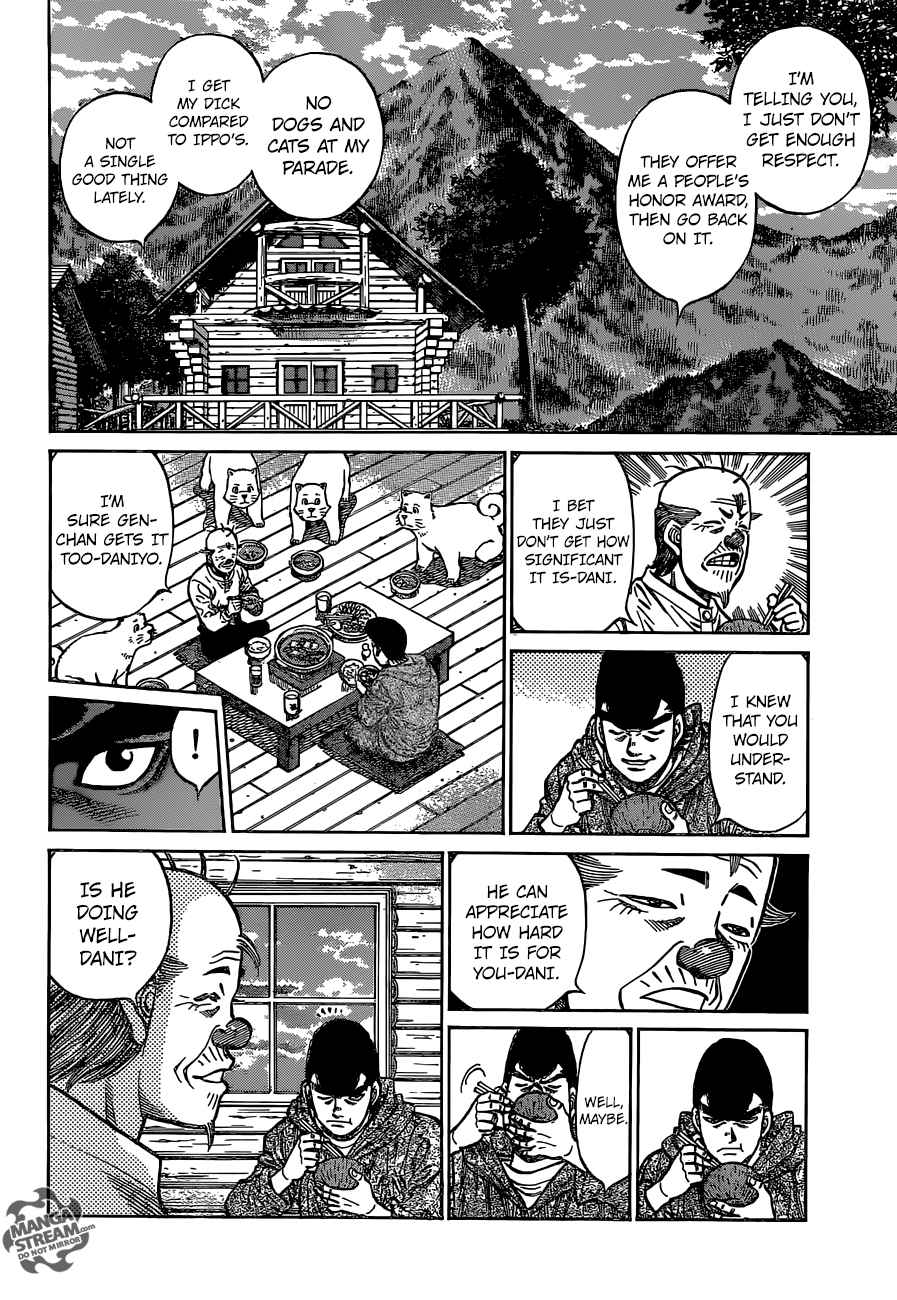 I'M
TELLING YOU,
I JUST DON'T
GET ENOUGH
RESPECT.
THEY OFFER
ME A PEOPLE'S
HONOR AWARD,
THEN GO BACK
ON IT.
NO
DOGS AND
CATS AT MY
PARADE.
I GET
MY DICK
COMPARED
TO IPPO'S.
NOT
A SINGLE
GOOD THING
LATELY.
I BET
THEY JUST
DON'T GET HOW
SIGNIFICANT
IT IS-DANI.
I'M
SURE GEN-
CHAN GETS IT
TOO-DANIYO.
I KNEW
THAT YOU
WOULD
UNDER-
STAND.
!
HE CAN
APPRECIATE
HOW HARD
IT IS FOR
YOU-DANI.
IS HE
DOING
WELL-
DANI?
WELL,
MAYBE.
MANGA
STREAM.com
DO NOT MIRROR!